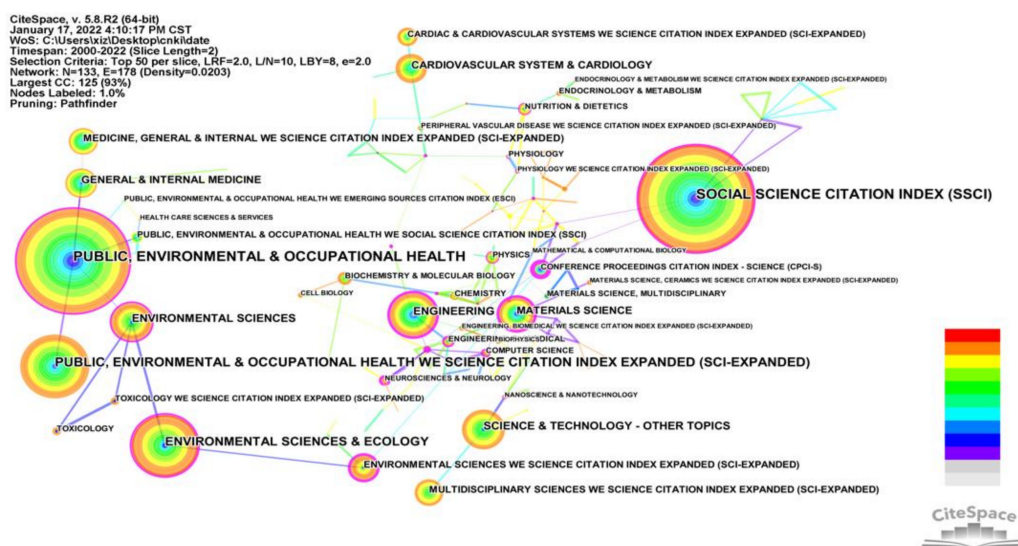 CiteSpace, v. 5.8.R2 (64-bit)
January 17, 2022 4:10:17 PM CST
WoS: C:\Users\xiz\Desktop\cnki\date
Timespan: 2000-2022 (Slice Length=2)
Selection Criteria: Top 50 per slice, LRF=2.0, L/N=10, LBY=8, e=2.0
Network: N=133, E=178 (Density=0.0203)
Largest CC: 125 (93%)
Nodes Labeled: 1.0%
Pruning: Pathfinder
CARDIAC & CARDIOVASCULAR SYSTEMS WE SCIENCE CITATION INDEX EXPANDED (SCI-EXPANDED)
CARDIOVASCULAR SYSTEM & CARDIOLOGY
ENDOCRINOLOGY & METABOLISM WE SCIENCE CITATION INDEX EXPANDED (SCI-EXPANDED)
ENDOCRINOLOGY & METABOLISM
NUTRITION & DIETETICS
PERIPHERAL VASCULAR DISEASE WE SCIENCE CITATION INDEX EXPANDED (SCI-EXPANDED)
MEDICINE, GENERAL & INTERNAL WE SCIENCE CITATION INDEX EXPANDED (SCI-EXPANDED)
PHYSIOLOGY
PHYSIOLOGY WE SCIENCE CITATION INDEX EXPANDED (SCI-EXPANDED)
GENERAL & INTERNAL MEDICINE
SOCIAL SCIENCE CITATION INDEX (SSCI)
PUBLIC, ENVIRONMENTAL & OCCUPATIONAL HEALTH WE EMERGING SOURCES CITATION INDEX (ESCI)
HEALTH CARE SCIENCES & SERVICES
PUBLIC, ENVIRONMENTAL & OCCUPATIONAL HEALTH WE SOCIAL SCIENCE CITATION INDEX (SSCI)
MATHEMATICAL & COMPUTATIONAL BIOLOGY
PUBLIC, ENVIRONMENTAL & OCCUPATIONAL HEALTH
PHYSICS
CONFERENCE PROCEEDINGS CITATION INDEX - SCIENCE (CPCI-S)
BIOCHEMISTRY & MOLECULAR BIOLOGY
MATERIALS SCIENCE, CERAMICS WE SCIENCE CITATION INDEX EXPANDED (SCI-EXPANDED)
CELL BIOLOGY
CHEMISTRY
MATERIALS SCIENCE, MULTIDISCIPLINARY
ENGINEERING
MATERIALS SCIENCE
ENVIRONMENTAL SCIENCES
ENGINEERING, BIOMEDICAL WE SCIENCE CITATION INDEX EXPANDED (SCI-EXPANDED)
BIOPHYSICS
COMPUTER SCIENCE
PUBLIC, ENVIRONMENTAL & OCCUPATIONAL HEALTH WE SCIENCE CITATION INDEX EXPANDED (SCI-EXPANDED)
NEUROSCIENCES & NEUROLOGY
NANOSCIENCE & NANOTECHNOLOGY
TOXICOLOGY WE SCIENCE CITATION INDEX EXPANDED (SCI-EXPANDED)
TOXICOLOGY
SCIENCE & TECHNOLOGY - OTHER TOPICS
ENVIRONMENTAL SCIENCES & ECOLOGY
ENVIRONMENTAL SCIENCES WE SCIENCE CITATION INDEX EXPANDED (SCI-EXPANDED)
MULTIDISCIPLINARY SCIENCES WE SCIENCE CITATION INDEX EXPANDED (SCI-EXPANDED)
CiteSpace